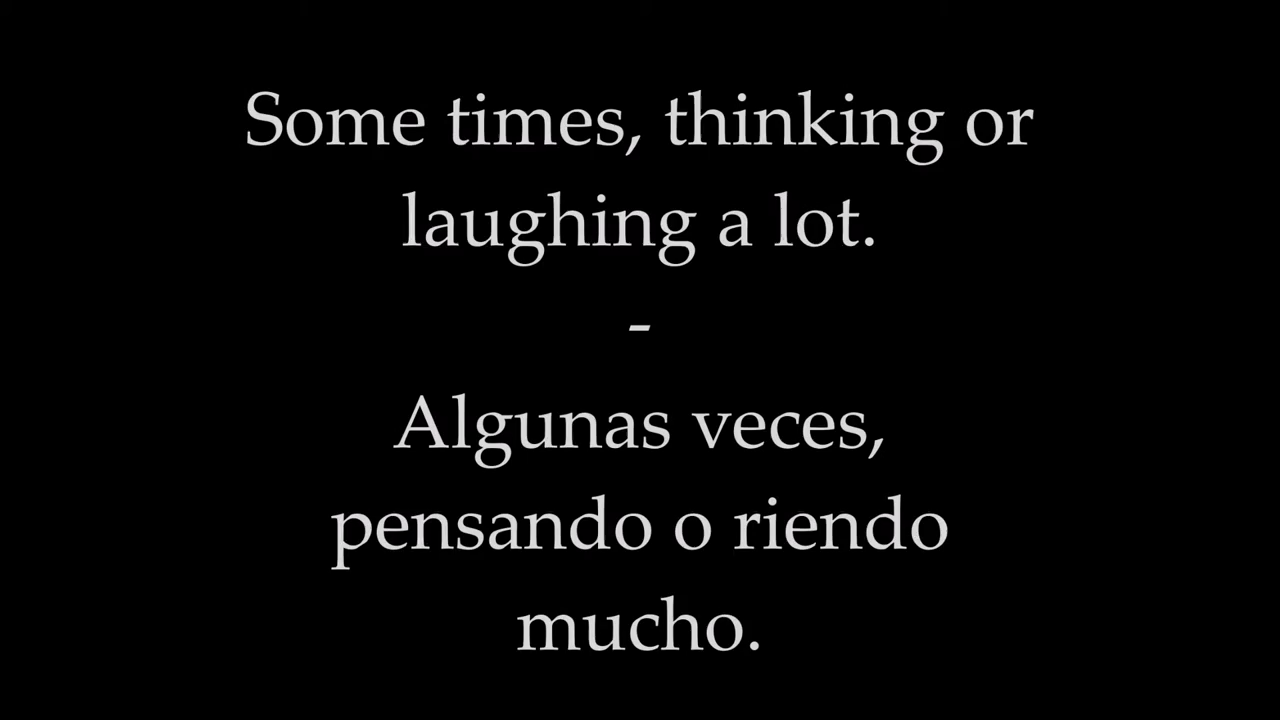 Some times, thinking or
laughing a lot.
-
Algunas veces,
pensando o riendo
mucho.